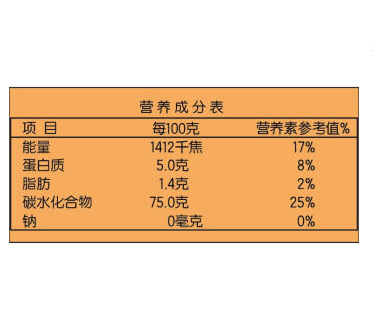 营养成分表
项 目 每100克 营养素参考值%
能量 1412千焦 17%
蛋白质 5.0克 8%
脂肪 1.4克 2%
碳水化合物 75.0克 25%
钠 0毫克 0%